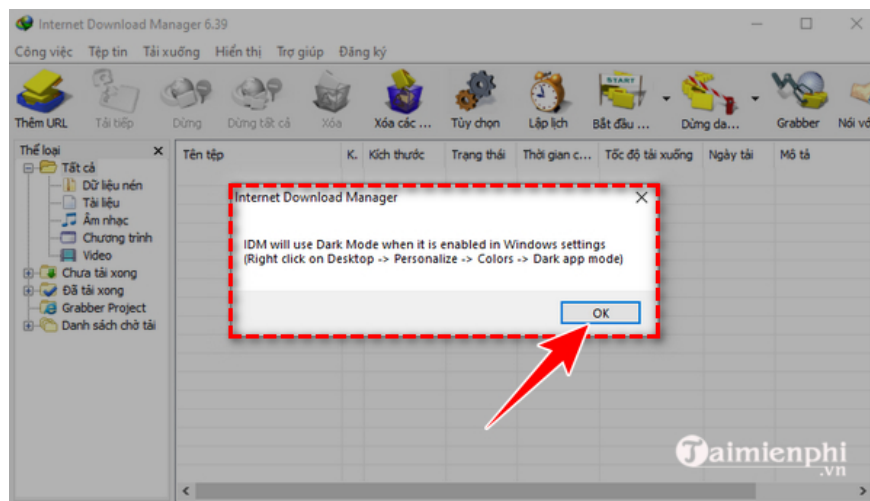 Internet Download Manager 6.39
Công việc Tệp tin Tải xuống Hiển thị Trợ giúp Đăng ký
START
Thêm URL Tải tiếp Dừng Dừng tất cả Xóa Xóa các ... Tùy chọn Lập lịch Bắt đầu ... Dừng da... Grabber Nói vớ
Thể loại Tên tệp K. Kích thước Trạng thái Thời gian c... Tốc độ tải xuống Ngày tải Mô tả
Tất cả
Dữ liệu nén
Tài liệu
Âm nhạc
Chương trình
Video
Chưa tải xong
Đã tải xong
Grabber Project
Danh sách chờ tải
Internet Download Manager
IDM will use Dark Mode when it is enabled in Windows settings
(Right click on Desktop -> Personalize -> Colors -> Dark app mode)
OK
Taimienphi
.vn